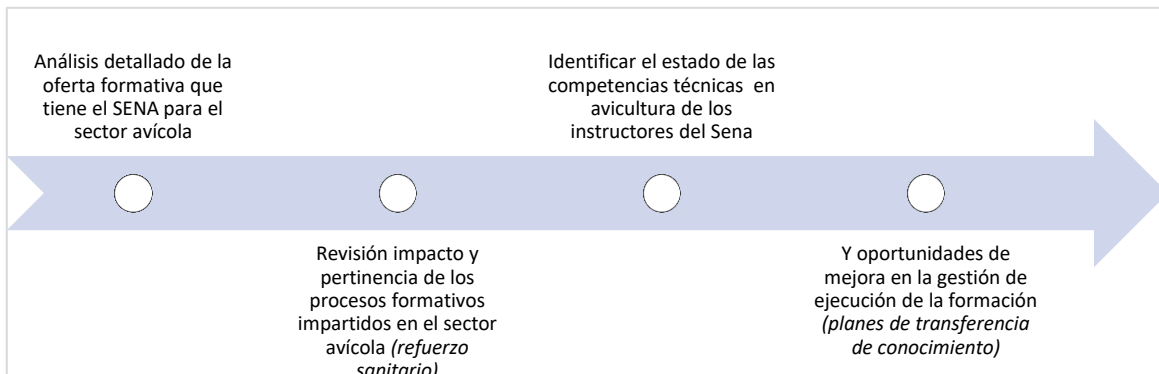 Análisis detallado de la
oferta formativa que
tiene el SENA para el
sector avícola
Revisión impacto y
pertinencia de los
procesos formativos
impartidos en el sector
avícola (refuerzo
sanitario)
Identificar el estado de las
competencias técnicas  en
avicultura de los
instructores del Sena
Y oportunidades de
mejora en la gestión de
ejecución de la formación
(planes de transferencia
de conocimiento)